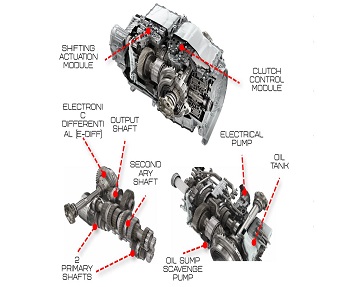 SHIFTING
ACTUATION
MODULE
CLUTCH
CONTROL
MODULE
ELECTRONI
C
DIFFERENTI
AL (E-DIFF)
OUTPUT
SHAFT
SECOND
ARY
SHAFT
2
PRIMARY
SHAFTS
ELECTRICAL
PUMP
OIL
TANK
OIL SUMP
SCAVENGE
PUMP